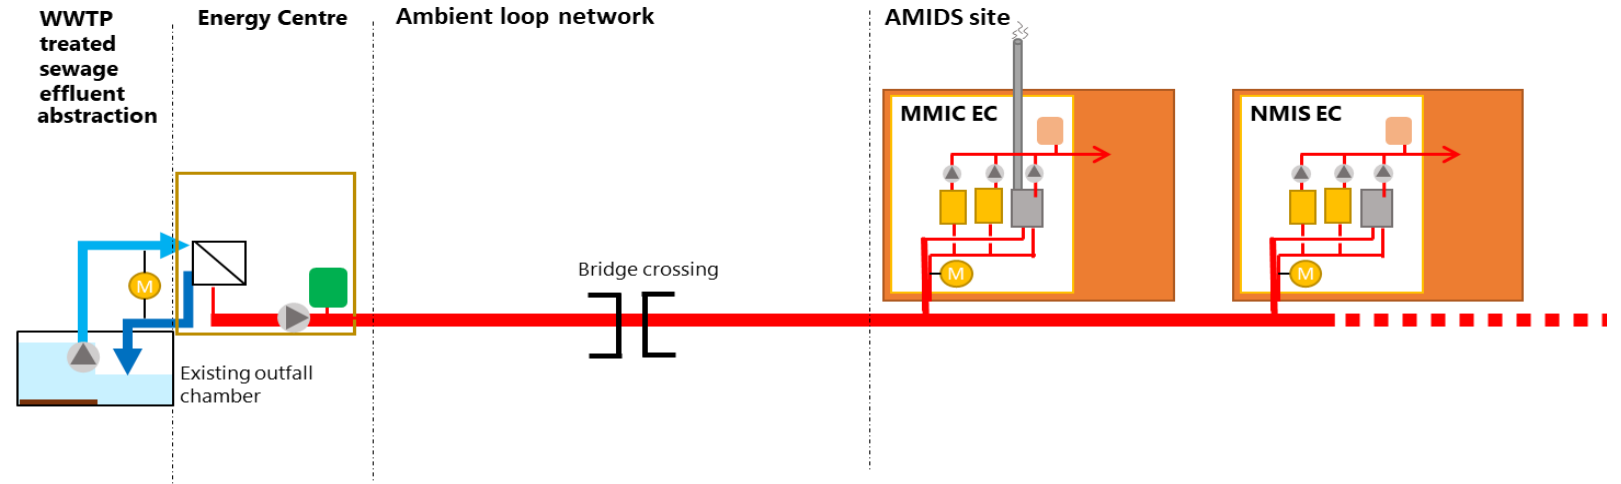 WWTP
treated
sewage
effluent
abstraction
Energy Centre
Ambient loop network
AMIDS site
MMIC EC
NMIS EC
Bridge crossing
M
M
M
Existing outfall
chamber